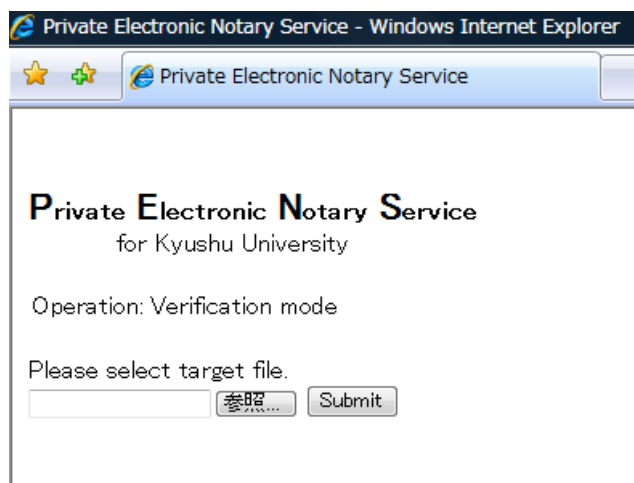 Private Electronic Notary Service - Windows Internet Explorer
Private Electronic Notary Service
Private Electronic Notary Service
for Kyushu University
Operation: Verification mode
Please select target file.
参照... Submit